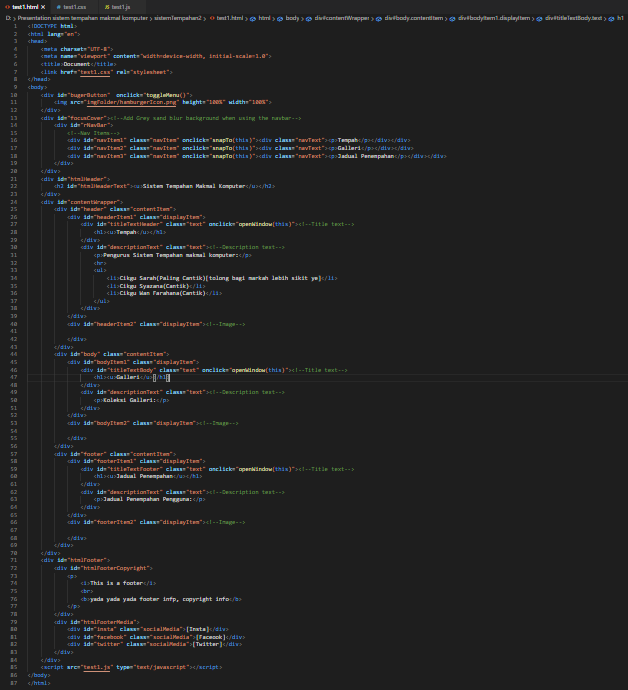 test1.html × # test1.css JS test1.js
D: > Presentation sistem tempahan makmal komputer > sistemTempahan2 > test1.html > html > body > div#contentWrapper > div#body.contentItem > div#bodyItem1.displayItem > div#titleTextBody.text > h1
1 <!DOCTYPE html>
2 <html lang="en">
3 <head>
4 <meta charset="UTF-8">
5 <meta name="viewport" content="width=device-width, initial-scale=1.0">
6 <title>Document</title>
7 <link href="test1.css" rel="stylesheet">
8 </head>
9 <body>
10 <div id="bugerButton" onclick="toggleMenu()">
11 <img src="imgFolder/hamburgerIcon.png" height="100%" width="100%">
12 </div>
13 <div id="focusCover"><!--Add Grey sand blur background when using the navbar-->
14 <div id="rNavBar">
15 <!--Nav Items-->
16 <div id="navItem1" class="navItem" onclick="snapTo(this)"><div class="navText"><p>Tempah</p></div></div>
17 <div id="navItem2" class="navItem" onclick="snapTo(this)"><div class="navText"><p>Galleri</p></div></div>
18 <div id="navItem3" class="navItem" onclick="snapTo(this)"><div class="navText"><p>Jadual Penempahan</p></div></div>
19 </div>
20 </div>
21 <div id="htmlHeader">
22 <h2 id="htmlHeaderText"><u>Sistem Tempahan Makmal Komputer</u></h2>
23 </div>
24 <div id="contentWrapper">
25 <div id="header" class="contentItem">
26 <div id="headerItem1" class="displayItem">
27 <div id="titleTextHeader" class="text" onclick="openWindow(this)"><!--Title text-->
28 <h1><u>Tempah</u></h1>
29 </div>
30 <div id="descriptionText" class="text"><!--Description text-->
31 <p>Pengurus Sistem Tempahan makmal komputer:</p>
32 <hr>
33 <ul>
34 <li>Cikgu Sarah(Paling Cantik)[tolong bagi markah lebih sikit ye]</li>
35 <li>Cikgu Syazana(Cantik)</li>
36 <li>Cikgu Wan Farahana(Cantik)</li>
37 </ul>
38 </div>
39 </div>
40 <div id="headerItem2" class="displayItem"><!--Image-->
41
42 </div>
43 </div>
44 <div id="body" class="contentItem">
45 <div id="bodyItem1" class="displayItem">
46 <div id="titleTextBody" class="text" onclick="openWindow(this)"><!--Title text-->
47 <h1><u>Galleri</u></h1>
48 </div>
49 <div id="descriptionText" class="text"><!--Description text-->
50 <p>Koleksi Galleri:</p>
51 </div>
52 </div>
53 <div id="bodyItem2" class="displayItem"><!--Image-->
54
55 </div>
56 </div>
57 <div id="footer" class="contentItem">
58 <div id="footerItem1" class="displayItem">
59 <div id="titleTextFooter" class="text" onclick="openWindow(this)"><!--Title text-->
60 <h1><u>Jadual Penempahan</u></h1>
61 </div>
62 <div id="descriptionText" class="text"><!--Description text-->
63 <p>Jadual Penempahan Pengguna:</p>
64 </div>
65 </div>
66 <div id="footerItem2" class="displayItem"><!--Image-->
67
68 </div>
69 </div>
70 </div>
71 <div id="htmlFooter">
72 <div id="htmlFooterCopyright">
73 <p>
74 <i>This is a footer</i>
75 <br>
76 <b>yada yada yada footer infp, copyright info</b>
77 </p>
78 </div>
79 <div id="htmlFooterMedia">
80 <div id="insta" class="socialMedia">[Insta]</div>
81 <div id="facebook" class="socialMedia">[Faceook]</div>
82 <div id="twitter" class="socialMedia">[Twitter]</div>
83 </div>
84 </div>
85 <script src="test1.js" type="text/javascript"></script>
86 </body>
87 </html>